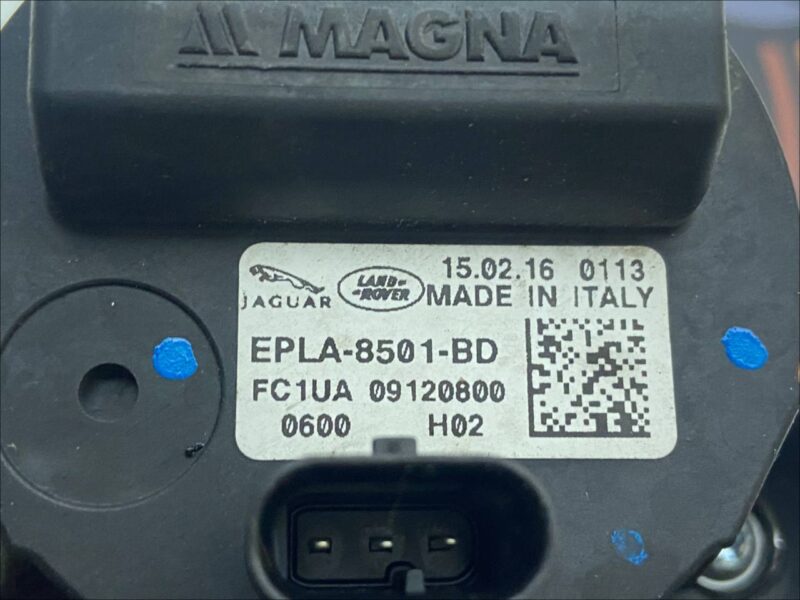 MAGNA
15.02.16 0113
JAGUAR LAND-ROVER MADE IN ITALY
EPLA-8501-BD
FC1UA 09120800
0600 H02